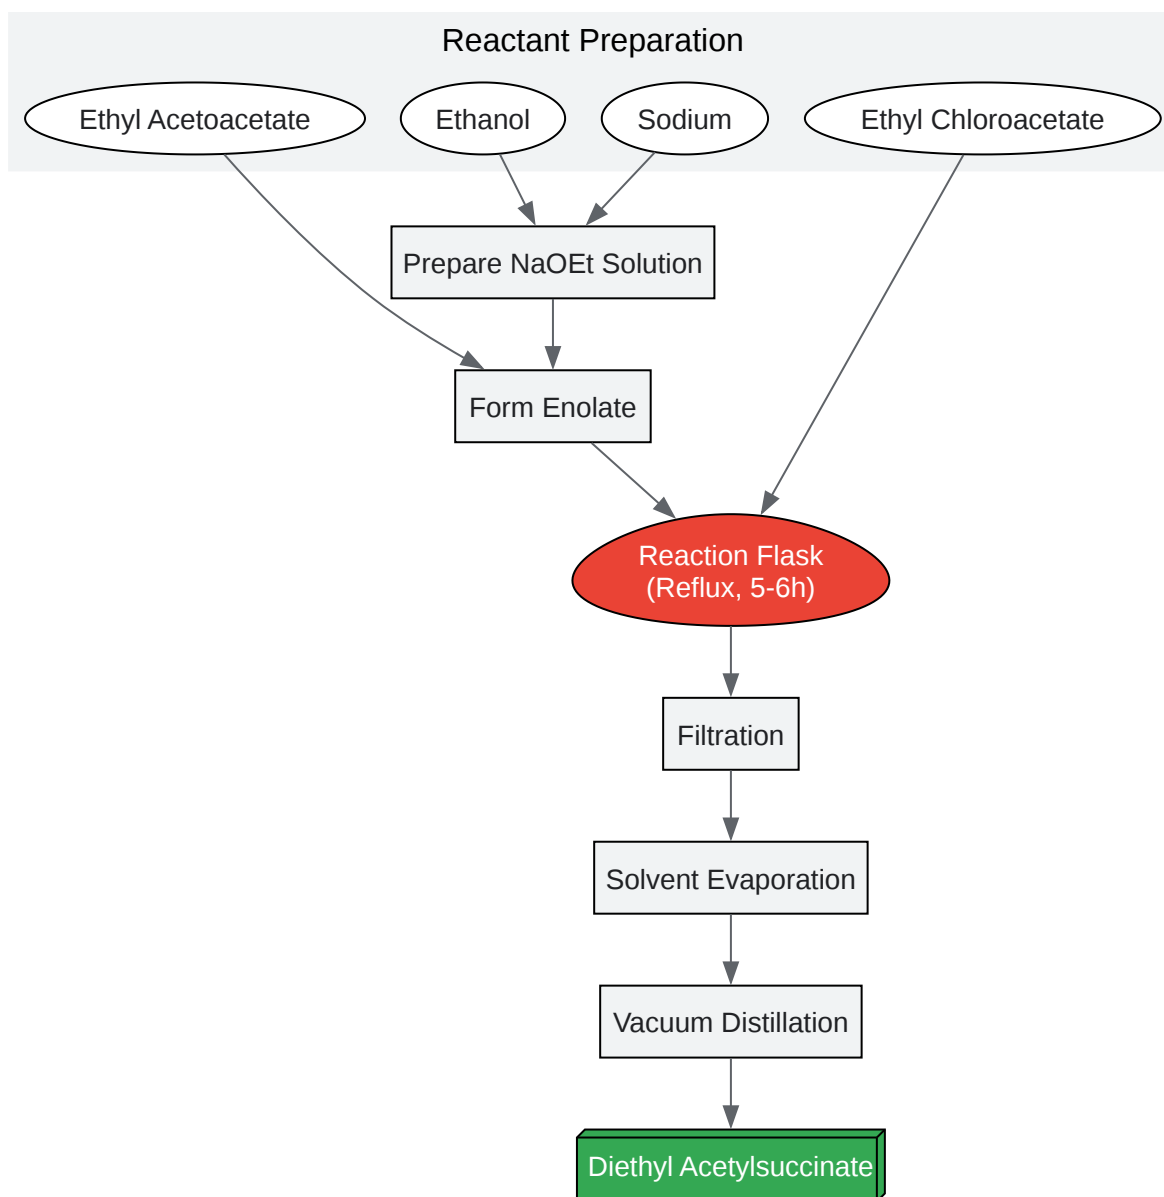 Reactant Preparation
Ethyl Acetoacetate
Ethanol
Sodium
Ethyl Chloroacetate
Prepare NaOEt Solution
Form Enolate
Reaction Flask
(Reflux, 5-6h)
Filtration
Solvent Evaporation
Vacuum Distillation
Diethyl Acetylsuccinate